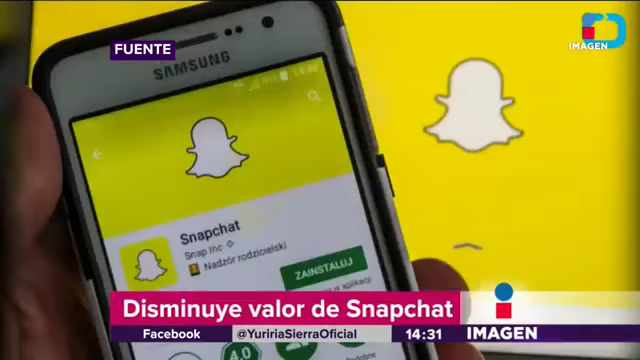 FUENTE
IMAGEN
SAMSUNG
Snapchat
Snap Inc
Nadzór rodzicielski
ZAINSTALUJ
w aplikacji
4.0
Disminuye valor de Snapchat
Facebook
@YuririaSierraOficial
14:31
IMAGEN